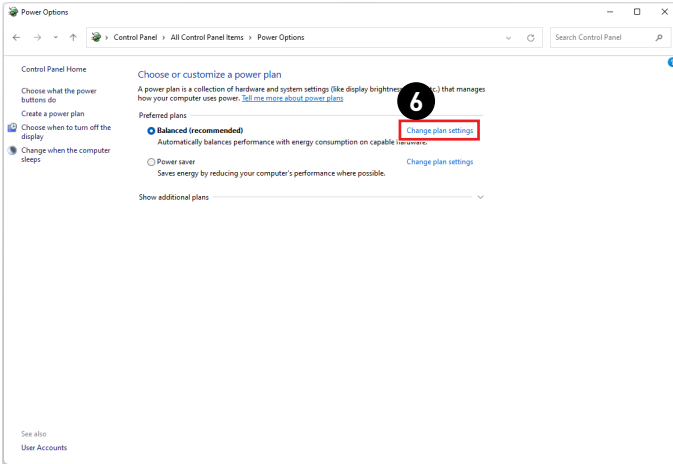 Power Options
Control Panel › All Control Panel Items › Power Options
Search Control Panel
Control Panel Home
Choose what the power
buttons do
Create a power plan
Choose when to turn off the
display
Change when the computer
sleeps
Choose or customize a power plan
A power plan is a collection of hardware and system settings (like display brightness, etc.) that manages
how your computer uses power. Tell me more about power plans
Preferred plans
6
Balanced (recommended)
Change plan settings
Automatically balances performance with energy consumption on capable hardware.
Power saver
Change plan settings
Saves energy by reducing your computer's performance where possible.
Show additional plans
See also
User Accounts